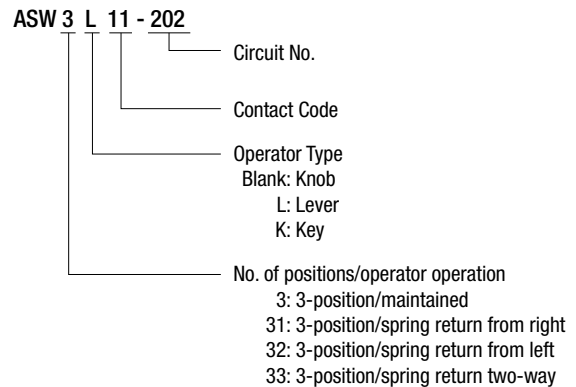 ASW 3 L 11 - 202
Circuit No.
Contact Code
Operator Type
Blank: Knob
L: Lever
K: Key
No. of positions/operator operation
3: 3-position/maintained
31: 3-position/spring return from right
32: 3-position/spring return from left
33: 3-position/spring return two-way